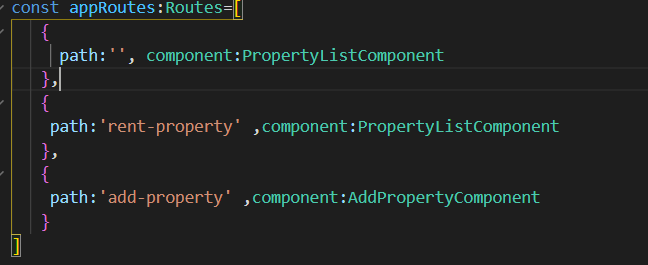 const appRoutes:Routes=[
{
path:'', component:PropertyListComponent
},
{
path:'rent-property' ,component:PropertyListComponent
},
{
path:'add-property' ,component:AddPropertyComponent
}
]